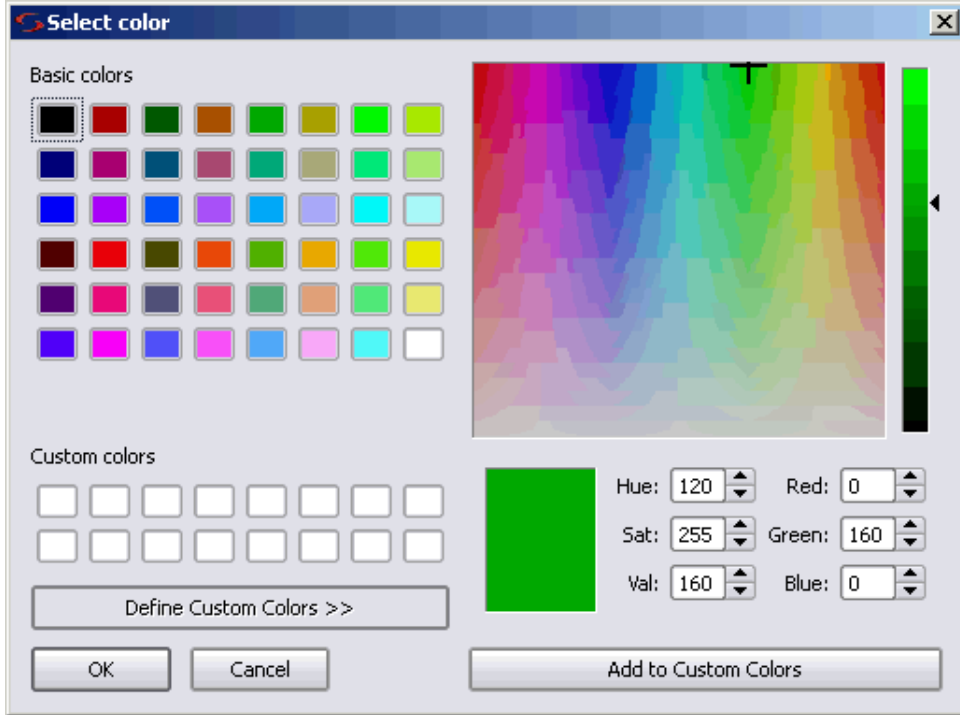 Select color
Basic colors
Custom colors
Define Custom Colors >>
OK
Cancel
Hue: 120
Red: 0
Sat: 255
Green: 160
Val: 160
Blue: 0
Add to Custom Colors